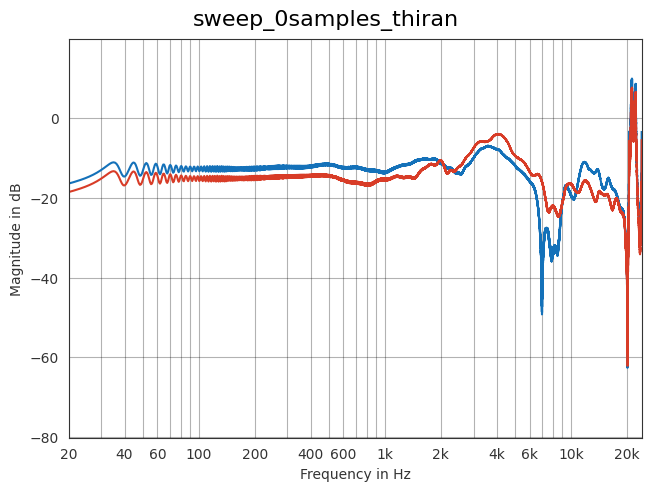 sweep_0samples_thiran
Magnitude in dB
0
−20
−40
−60
−80
20 40 60 100 200 400 600 1k 2k 4k 6k 10k 20k
Frequency in Hz